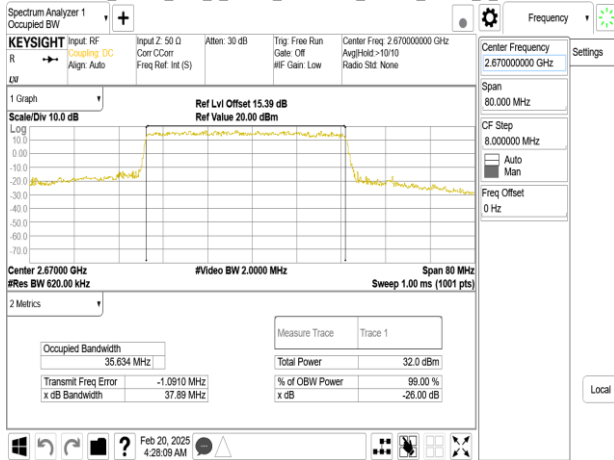 Spectrum Analyzer 1
Occupied BW
+
Frequency
KEYSIGHT
R
Input: RF
Coupling: DC
Align: Auto
Input Z: 50 Ω
Corr CCorr
Freq Ref: Int (S)
Atten: 30 dB
Trig: Free Run
Gate: Off
#IF Gain: Low
Center Freq: 2.670000000 GHz
Avg|Hold:>10/10
Radio Std: None
LXI
Center Frequency
2.670000000 GHz
Settings
Span
80.000 MHz
CF Step
8.000000 MHz
Auto
Man
Freq Offset
0 Hz
Local
1 Graph
Scale/Div 10.0 dB
Ref Lvl Offset 15.39 dB
Ref Value 20.00 dBm
Log
10.0
0.00
-10.0
-20.0
-30.0
-40.0
-50.0
-60.0
-70.0
Center 2.67000 GHz
#Res BW 620.00 kHz
#Video BW 2.0000 MHz
Span 80 MHz
Sweep 1.00 ms (1001 pts)
2 Metrics
Measure Trace
Trace 1
Occupied Bandwidth
35.634 MHz
Total Power
32.0 dBm
Transmit Freq Error
-1.0910 MHz
% of OBW Power
99.00 %
x dB Bandwidth
37.89 MHz
x dB
-26.00 dB
?
Feb 20, 2025
4:28:09 AM